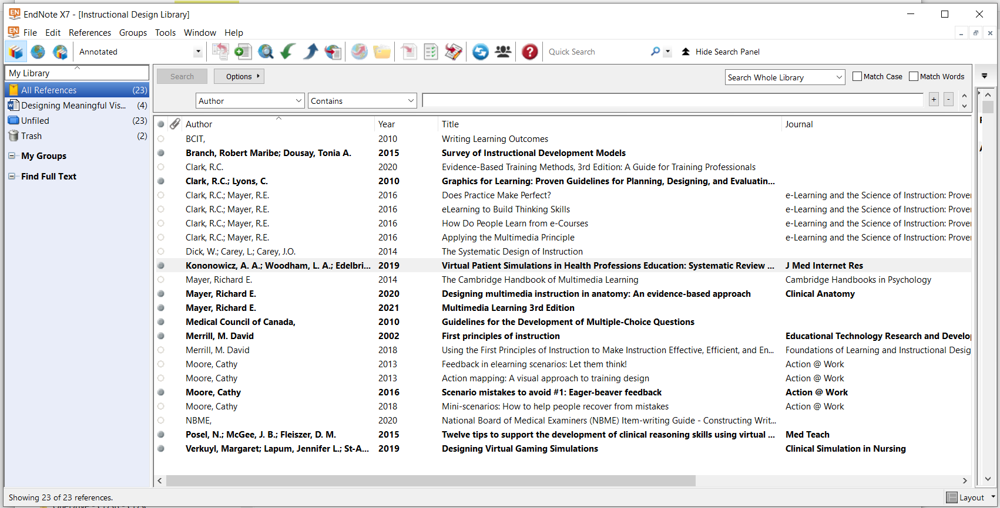 EndNote X7 - [Instructional Design Library]
File Edit References Groups Tools Window Help
Annotated Quick Search Hide Search Panel
My Library
All References (23)
Designing Meaningful Vis... (4)
Unfiled (23)
Trash (2)
My Groups
Find Full Text
Search Options Search Whole Library Match Case Match Words
Author Contains + -
Author Year Title Journal
BCIT, 2010 Writing Learning Outcomes
Branch, Robert Maribe; Dousay, Tonia A. 2015 Survey of Instructional Development Models
Clark, R.C. 2020 Evidence-Based Training Methods, 3rd Edition: A Guide for Training Professionals
Clark, R.C.; Lyons, C. 2010 Graphics for Learning: Proven Guidelines for Planning, Designing, and Evaluatin...
Clark, R.C.; Mayer, R.E. 2016 Does Practice Make Perfect? e-Learning and the Science of Instruction: Prover
Clark, R.C.; Mayer, R.E. 2016 eLearning to Build Thinking Skills e-Learning and the Science of Instruction: Prover
Clark, R.C.; Mayer, R.E. 2016 How Do People Learn from e-Courses e-Learning and the Science of Instruction: Prover
Clark, R.C.; Mayer, R.E. 2016 Applying the Multimedia Principle e-Learning and the Science of Instruction: Prover
Dick, W.; Carey, L.; Carey, J.O. 2014 The Systematic Design of Instruction
Kononowicz, A. A.; Woodham, L. A.; Edelbri... 2019 Virtual Patient Simulations in Health Professions Education: Systematic Review ... J Med Internet Res
Mayer, Richard E. 2014 The Cambridge Handbook of Multimedia Learning Cambridge Handbooks in Psychology
Mayer, Richard E. 2020 Designing multimedia instruction in anatomy: An evidence-based approach Clinical Anatomy
Mayer, Richard E. 2021 Multimedia Learning 3rd Edition
Medical Council of Canada, 2010 Guidelines for the Development of Multiple-Choice Questions
Merrill, M. David 2002 First principles of instruction Educational Technology Research and Develop
Merrill, M. David 2018 Using the First Principles of Instruction to Make Instruction Effective, Efficient, and En... Foundations of Learning and Instructional Desig
Moore, Cathy 2013 Feedback in elearning scenarios: Let them think! Action @ Work
Moore, Cathy 2013 Action mapping: A visual approach to training design Action @ Work
Moore, Cathy 2016 Scenario mistakes to avoid #1: Eager-beaver feedback Action @ Work
Moore, Cathy 2018 Mini-scenarios: How to help people recover from mistakes Action @ Work
NBME, 2020 National Board of Medical Examiners (NBME) Item-writing Guide - Constructing Writ...
Posel, N.; McGee, J. B.; Fleiszer, D. M. 2015 Twelve tips to support the development of clinical reasoning skills using virtual ... Med Teach
Verkuyl, Margaret; Lapum, Jennifer L.; St-A... 2019 Designing Virtual Gaming Simulations Clinical Simulation in Nursing
Showing 23 of 23 references. Layout